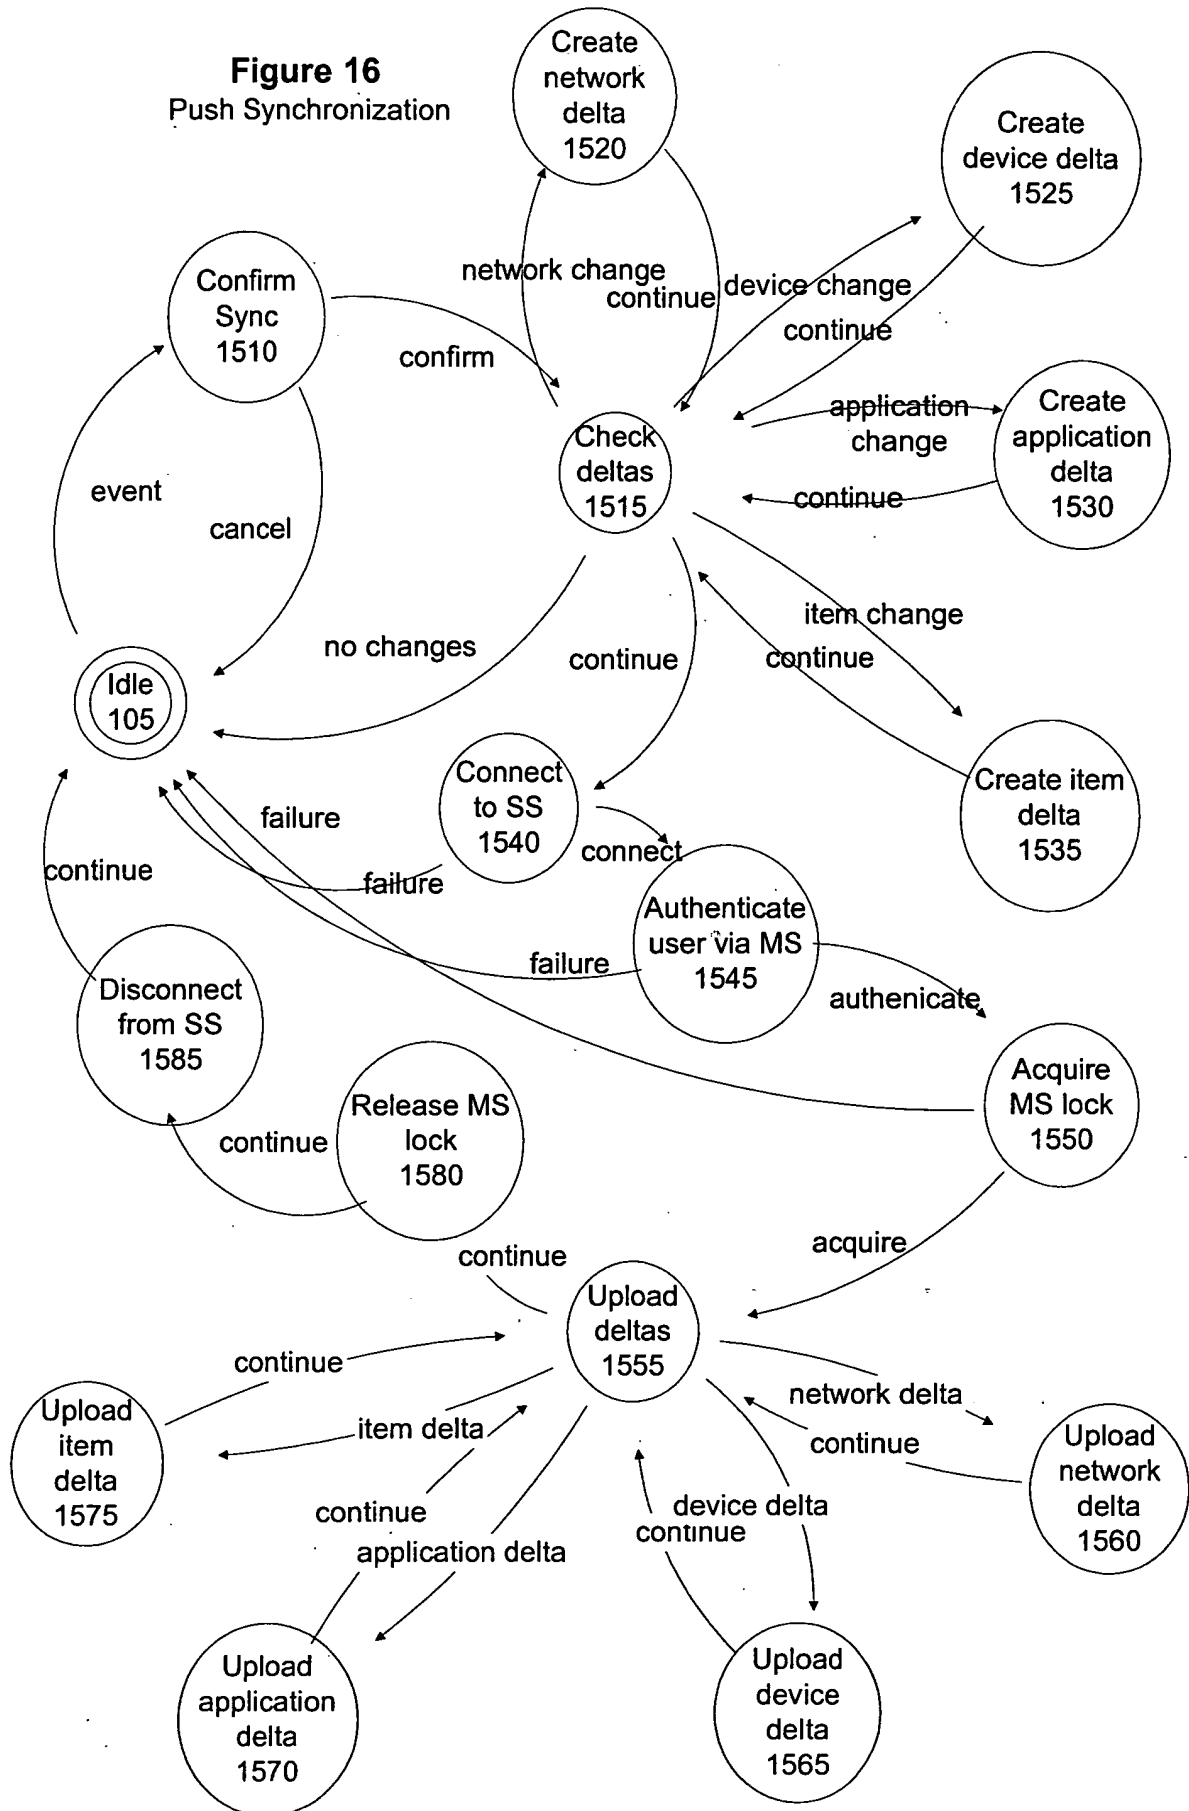 Figure 16
Push Synchronization
Create
network
delta
1520
Create
device delta
1525
Confirm
Sync
1510
network change
continue
device change
continue
confirm
application
change
Create
application
delta
1530
Check
deltas
1515
continue
event
cancel
item change
continue
no changes
continue
Idle
105
Connect
to SS
1540
Create item
delta
1535
failure
connect
continue
failure
Authenticate
user via MS
1545
failure
authenicate
Disconnect
from SS
1585
Acquire
MS lock
1550
Release MS
lock
1580
continue
acquire
continue
Upload
deltas
1555
continue
network delta
continue
item delta
Upload
item
delta
1575
Upload
network
delta
1560
continue
device delta
continue
application delta
Upload
application
delta
1570
Upload
device
delta
1565